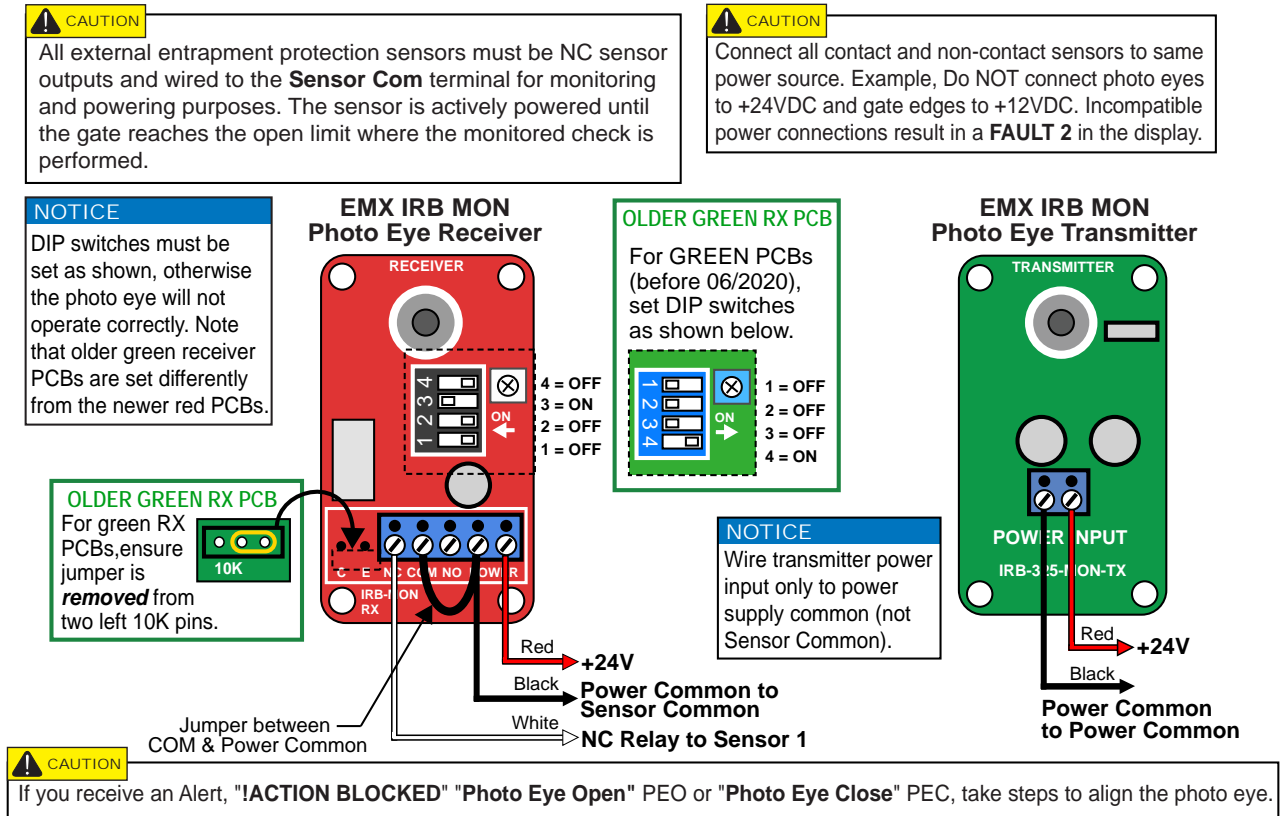 CAUTION
All external entrapment protection sensors must be NC sensor
outputs and wired to the Sensor Com terminal for monitoring
and powering purposes. The sensor is actively powered until
the gate reaches the open limit where the monitored check is
performed.
CAUTION
Connect all contact and non-contact sensors to same
power source. Example, Do NOT connect photo eyes
to +24VDC and gate edges to +12VDC. Incompatible
power connections result in a FAULT 2 in the display.
NOTICE
DIP switches must be
set as shown, otherwise
the photo eye will not
operate correctly. Note
that older green receiver
PCBs are set differently
from the newer red PCBs.
EMX IRB MON
Photo Eye Receiver
RECEIVER
4
3
2
1
ON
4 = OFF
3 = ON
2 = OFF
1 = OFF
OLDER GREEN RX PCB
For GREEN PCBs
(before 06/2020),
set DIP switches
as shown below.
1
2
3
4
ON
1 = OFF
2 = OFF
3 = OFF
4 = ON
EMX IRB MON
Photo Eye Transmitter
TRANSMITTER
POWER INPUT
IRB-325-MON-TX
Red
+24V
Black
Power Common
to Power Common
OLDER GREEN RX PCB
For green RX
PCBs,ensure
jumper is
removed from
two left 10K pins.
10K
C E NC COM NO POWER
IRB-MON
RX
Red
+24V
Black
Power Common to
Sensor Common
White
NC Relay to Sensor 1
Jumper between
COM & Power Common
NOTICE
Wire transmitter power
input only to power
supply common (not
Sensor Common).
CAUTION
If you receive an Alert, "!ACTION BLOCKED" "Photo Eye Open" PEO or "Photo Eye Close" PEC, take steps to align the photo eye.